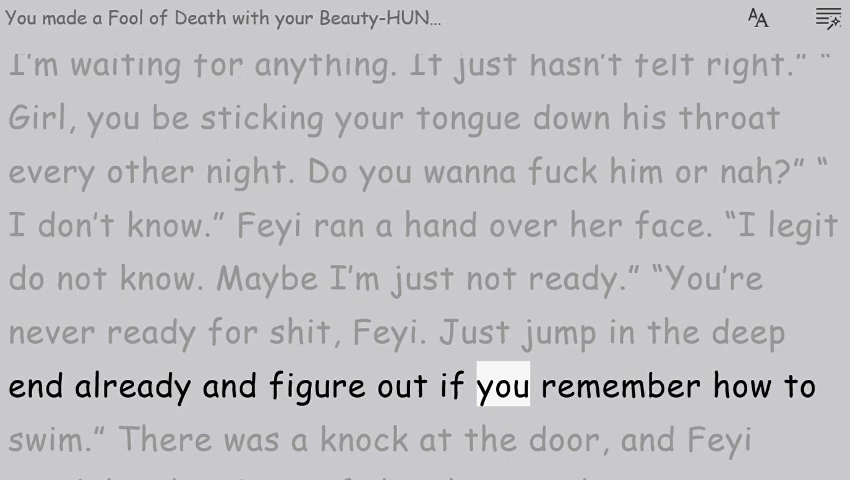 You made a Fool of Death with your Beauty-HUN...
I'm waiting for anything. It just hasn't felt right.” “
Girl, you be sticking your tongue down his throat
every other night. Do you wanna fuck him or nah?” “
I don't know.” Feyi ran a hand over her face. “I legit
do not know. Maybe I'm just not ready.” “You're
never ready for shit, Feyi. Just jump in the deep
end already and figure out if you remember how to
swim.” There was a knock at the door, and Feyi